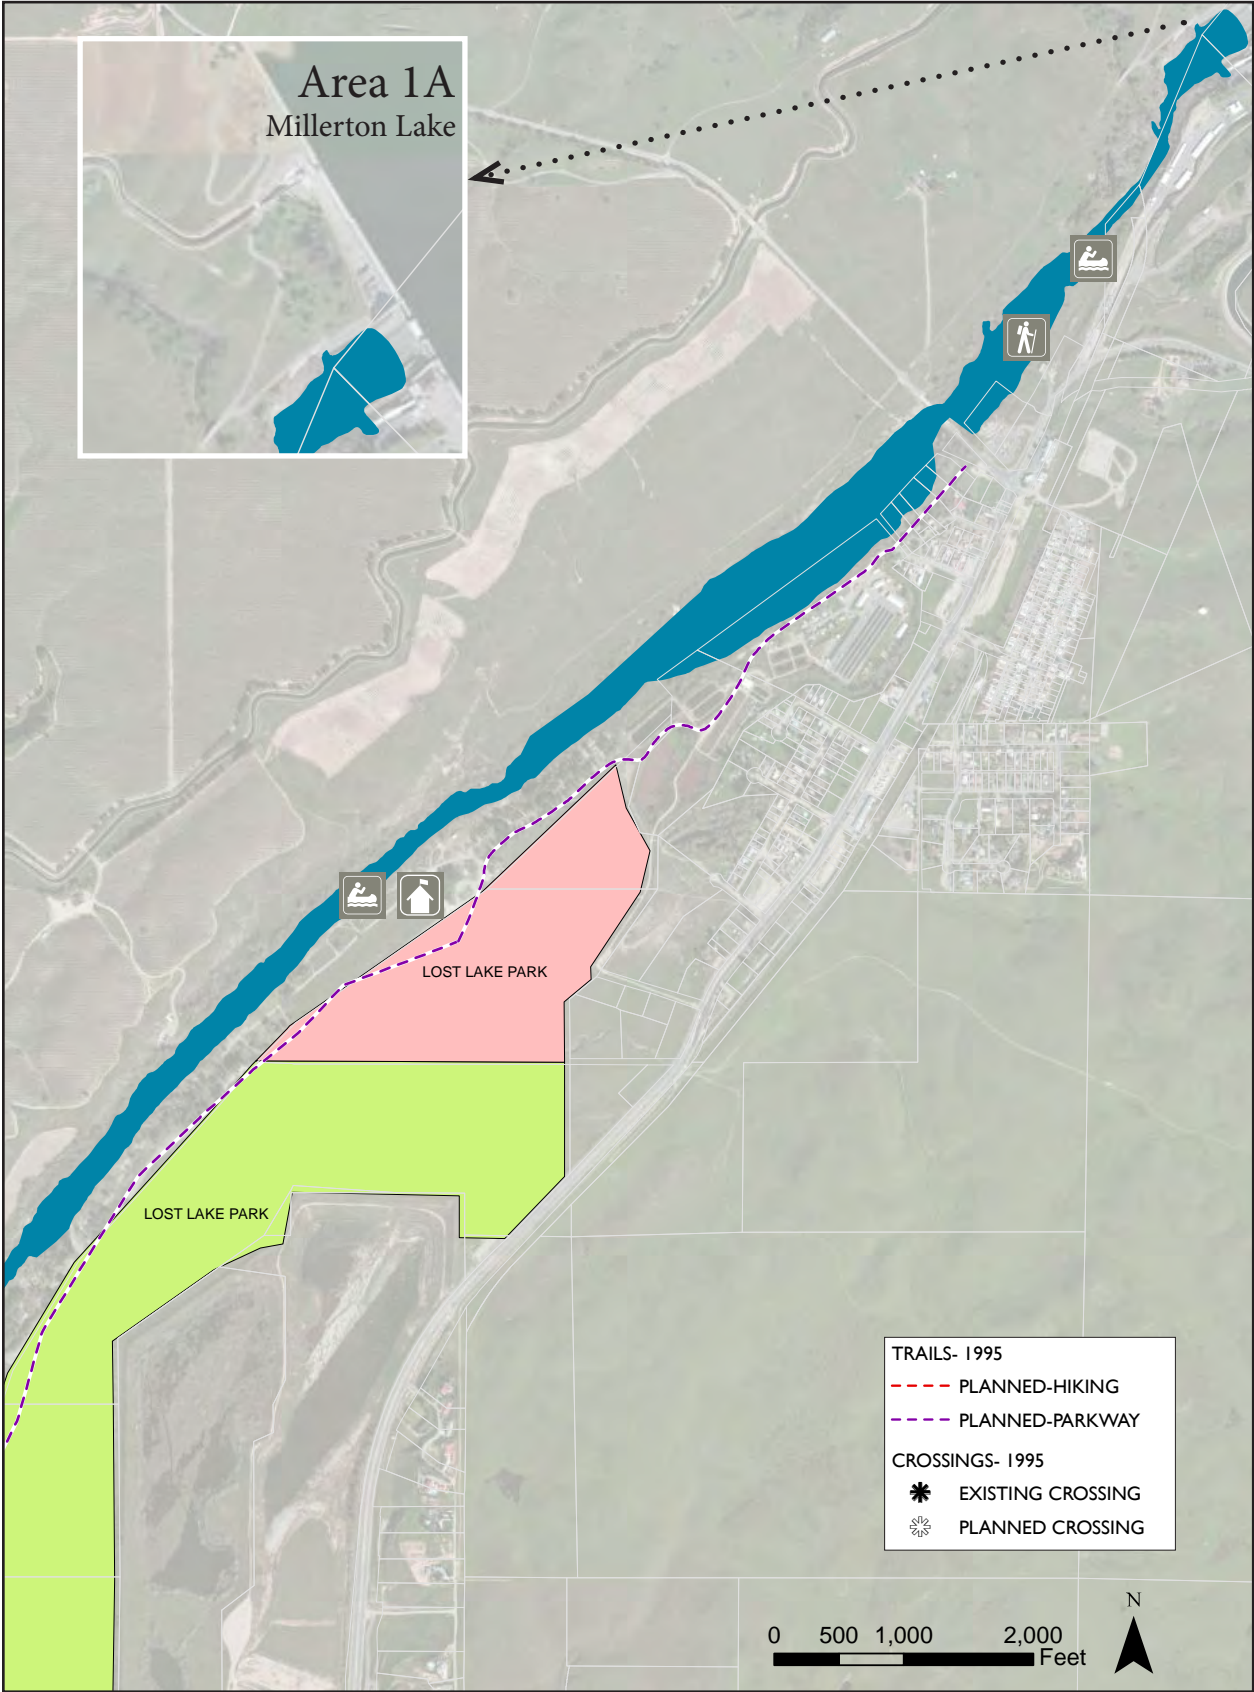 Area 1A
Millerton Lake
LOST LAKE PARK
LOST LAKE PARK
TRAILS- 1995
PLANNED-HIKING
PLANNED-PARKWAY
CROSSINGS- 1995
EXISTING CROSSING
PLANNED CROSSING
N
0 500 1,000 2,000
Feet